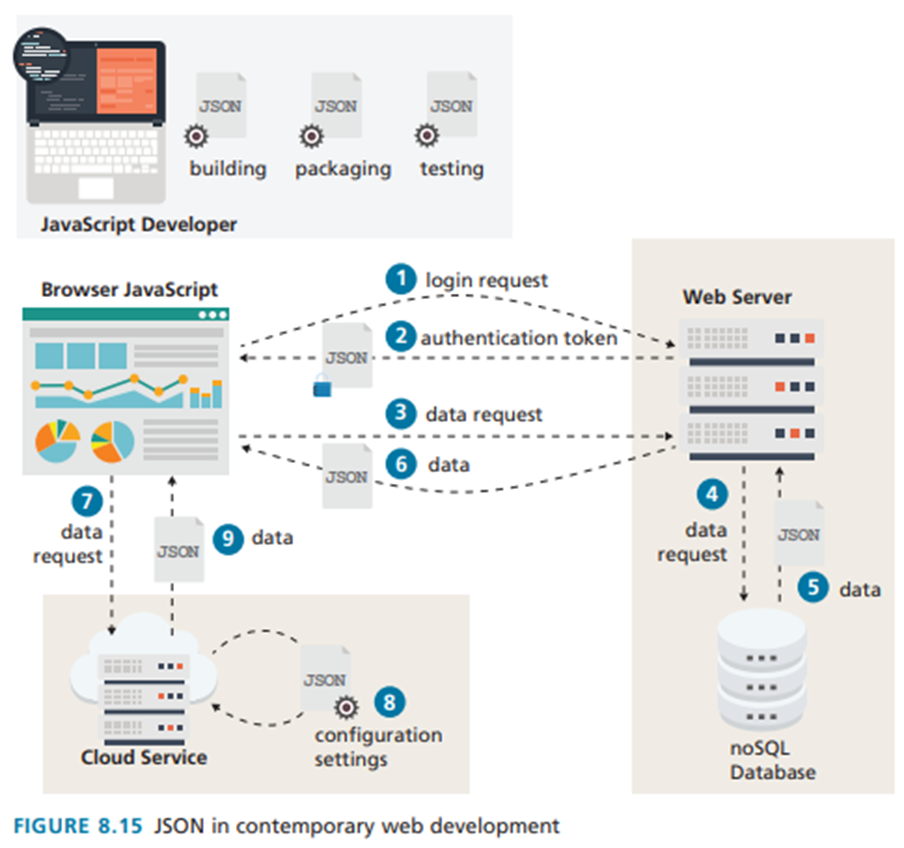 JSON
JSON
JSON
building
packaging
testing
JavaScript Developer
Browser JavaScript
1 login request
Web Server
2 authentication token
JSON
3 data request
6 data
JSON
7
data
request
JSON
9 data
4
data
request
JSON
5 data
JSON
8
configuration
settings
Cloud Service
noSQL
Database
FIGURE 8.15 JSON in contemporary web development